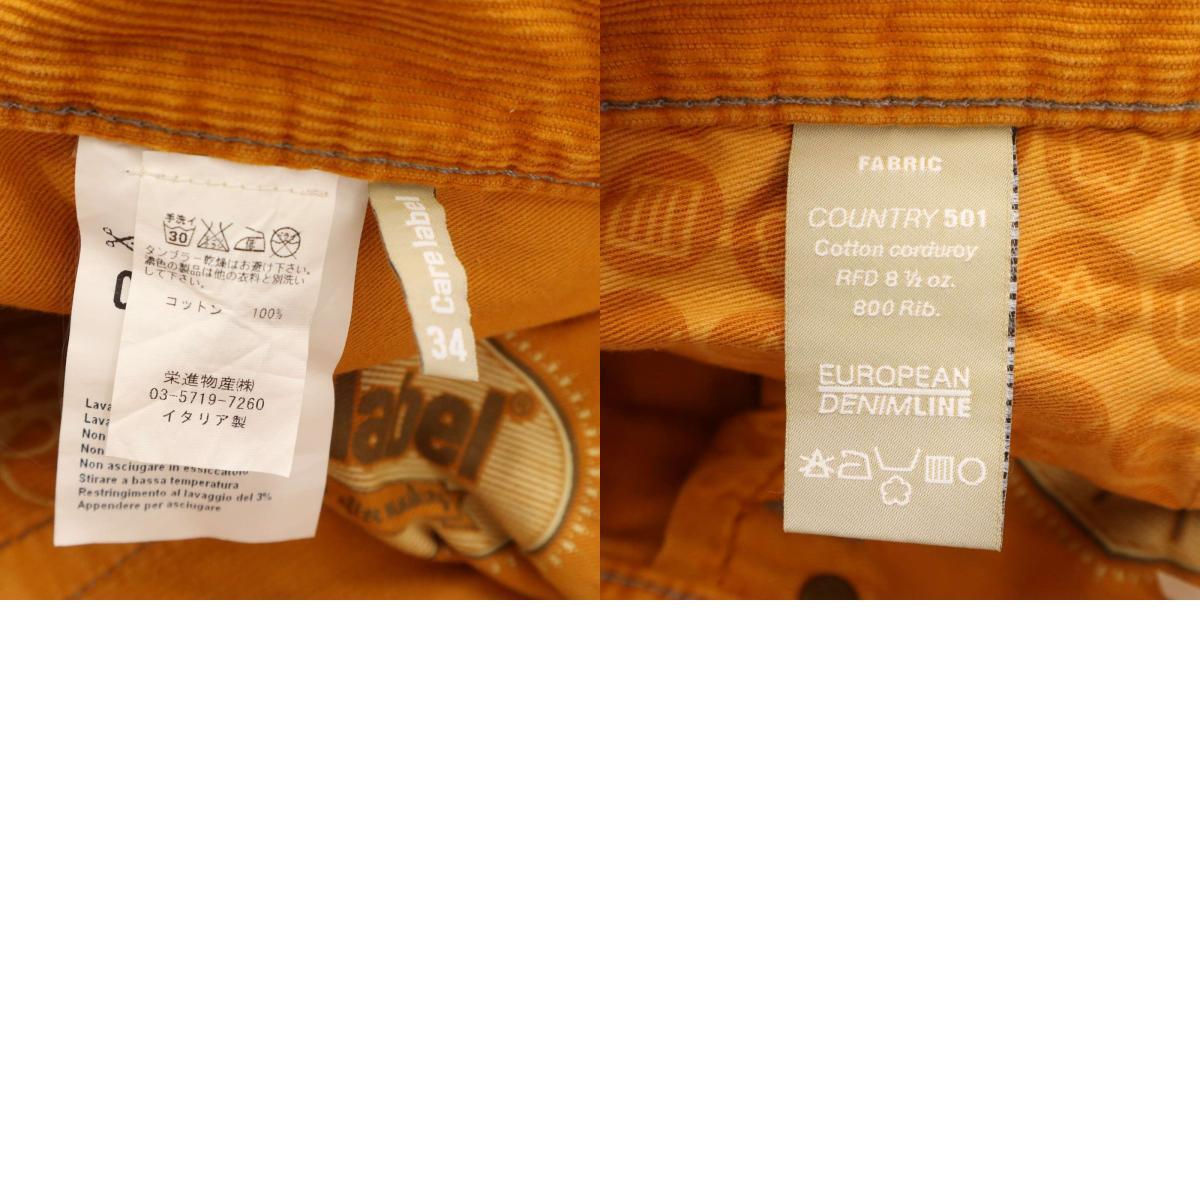 手洗イ
30
タンブラー乾燥はお避け下さい。
濃色の製品は他の衣料と別洗い
して下さい。
コットン 100%
栄進物産㈱
03-5719-7260
イタリア製
Lava
Lava
Non
Non
Non asciugare in essiccatoio
Stirare a bassa temperatura
Restringimento al lavaggio del 3%
Appendere per asciugare
Care label
34
label®
FABRIC
COUNTRY 501
Cotton corduroy
RFD 8 ½ oz.
800 Rib.
EUROPEAN
DENIMLINE